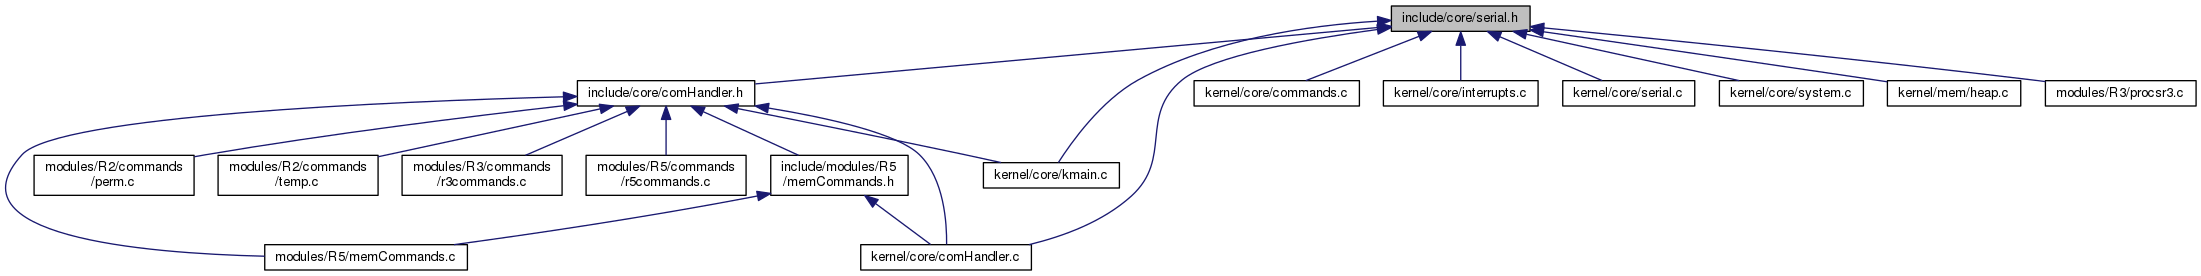 include/core/serial.h
include/core/comHandler.h
kernel/core/commands.c
kernel/core/interrupts.c
kernel/core/serial.c
kernel/core/system.c
kernel/mem/heap.c
modules/R3/procsr3.c
modules/R2/commands
/perm.c
modules/R2/commands
/temp.c
modules/R3/commands
/r3commands.c
modules/R5/commands
/r5commands.c
include/modules/R5
/memCommands.h
kernel/core/kmain.c
modules/R5/memCommands.c
kernel/core/comHandler.c